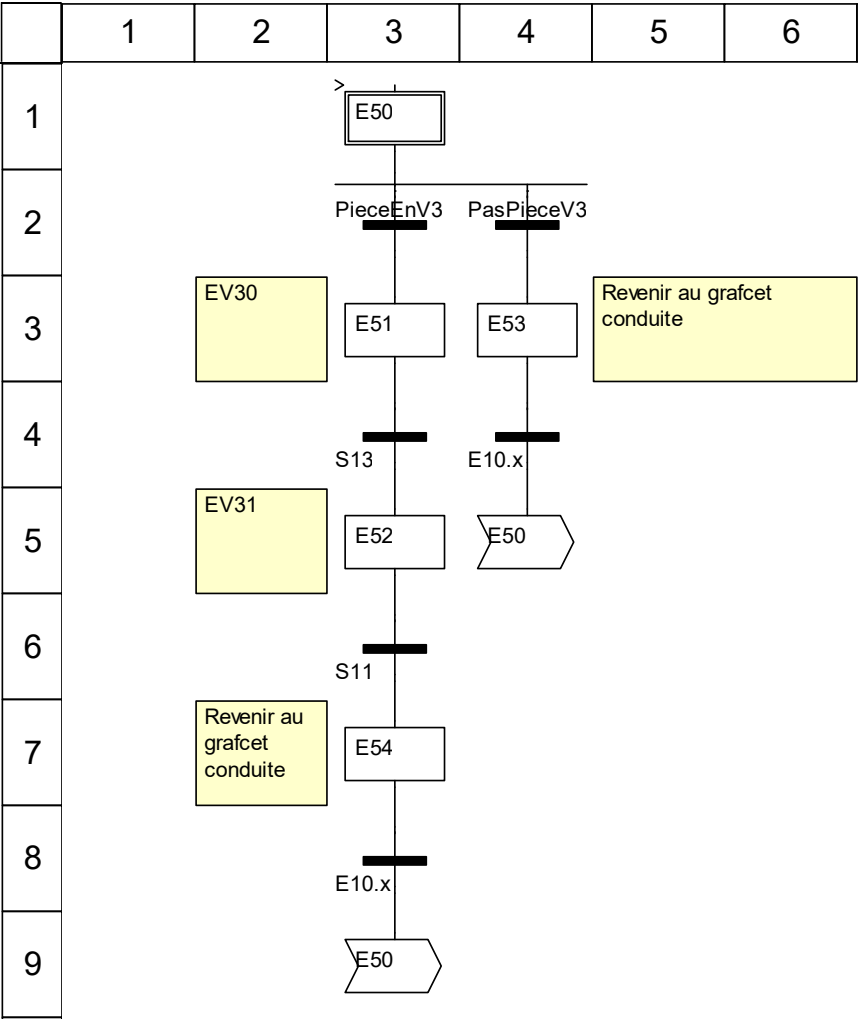 1 2 3 4 5 6
1
>
E50
2
PieceEnV3 PasPieceV3
3
EV30
E51
E53
Revenir au grafcet
conduite
4
S13
E10.x
5
EV31
E52
E50
6
S11
7
Revenir au
grafcet
conduite
E54
8
E10.x
9
E50